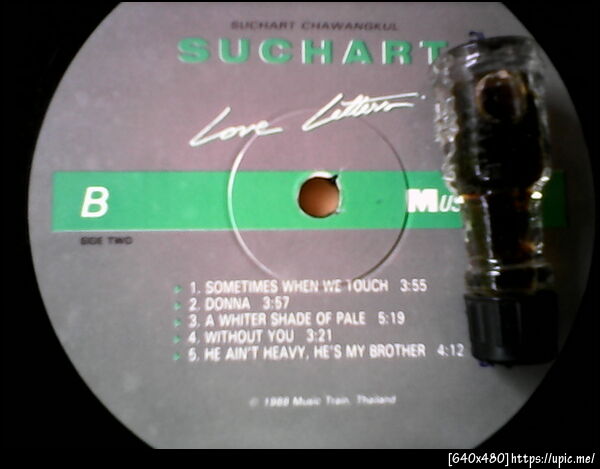 SUCHART CHAWANGKUL
SUCHART
Love Letters
B
SIDE TWO
1. SOMETIMES WHEN WE TOUCH 3:55
2. DONNA 3:57
3. A WHITER SHADE OF PALE 5:19
4. WITHOUT YOU 3:21
5. HE AIN'T HEAVY, HE'S MY BROTHER 4:12
© 1988 Music Train, Thailand
[640x480]https://upic.me/